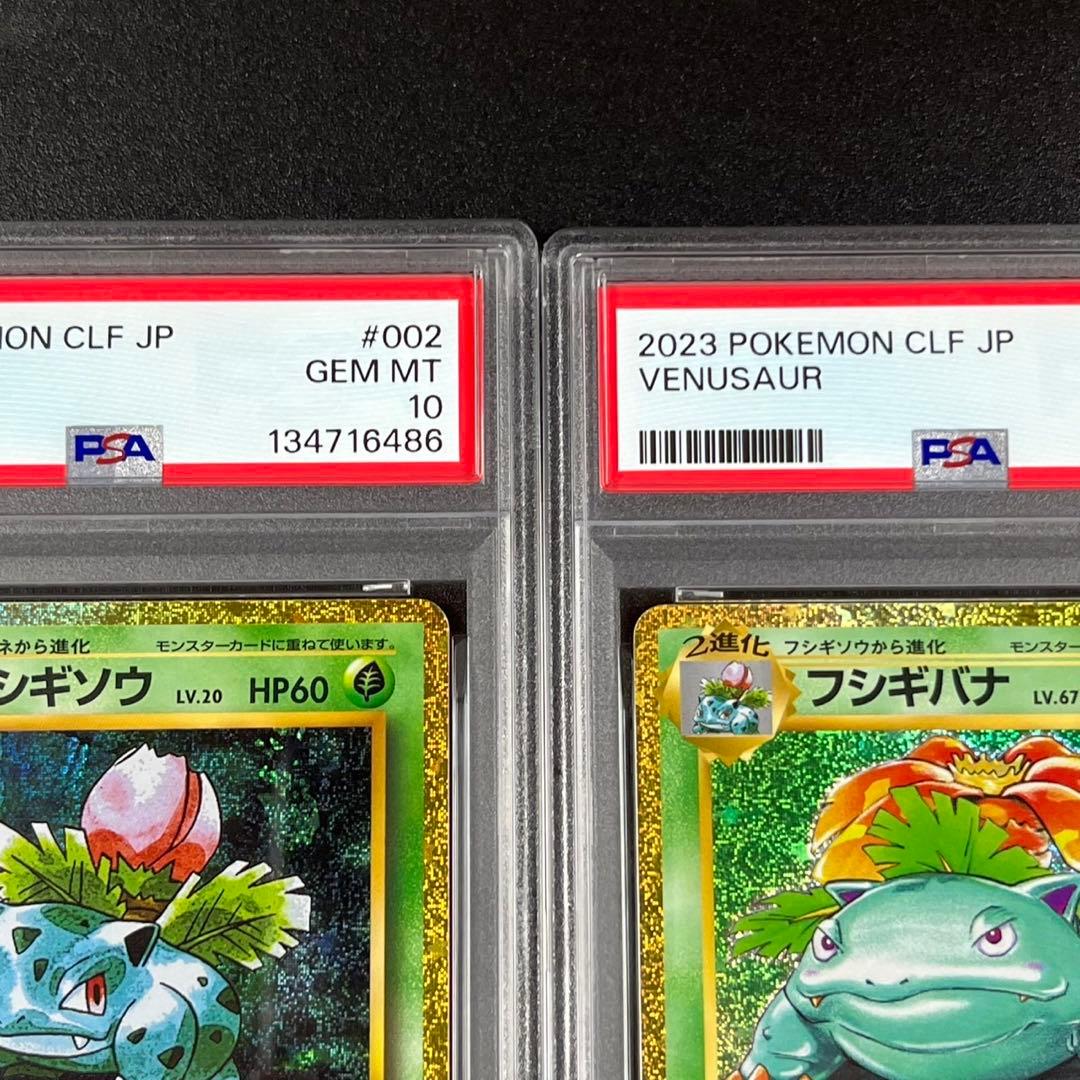 ION CLF JP #002
GEM MT
10
PSA 134716486
2023 POKEMON CLF JP
VENUSAUR
PSA
ネから進化 モンスターカードに重ねて使います。
シギソウ LV.20 HP60
2進化 フシギソウから進化 モンスター
フシギバナ LV.67